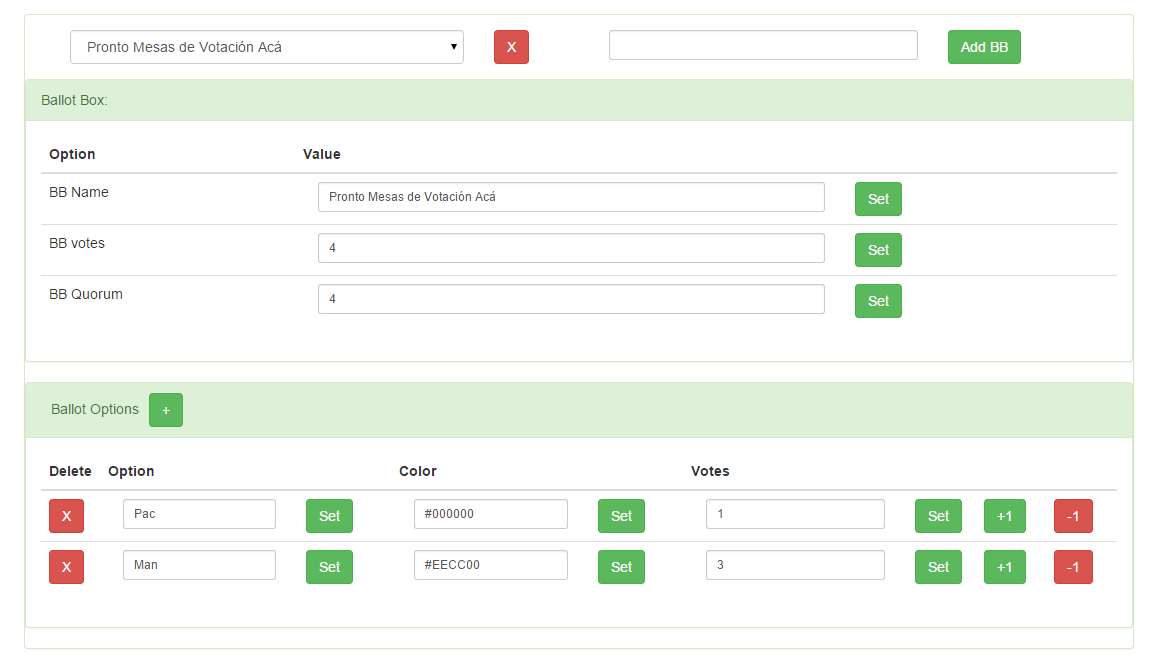 Pronto Mesas de Votación Acá X Add BB
Ballot Box:
Option Value
BB Name Pronto Mesas de Votación Acá Set
BB votes 4 Set
BB Quorum 4 Set
Ballot Options +
Delete Option Color Votes
X Pac Set #000000 Set 1 Set +1 -1
X Man Set #EECC00 Set 3 Set +1 -1